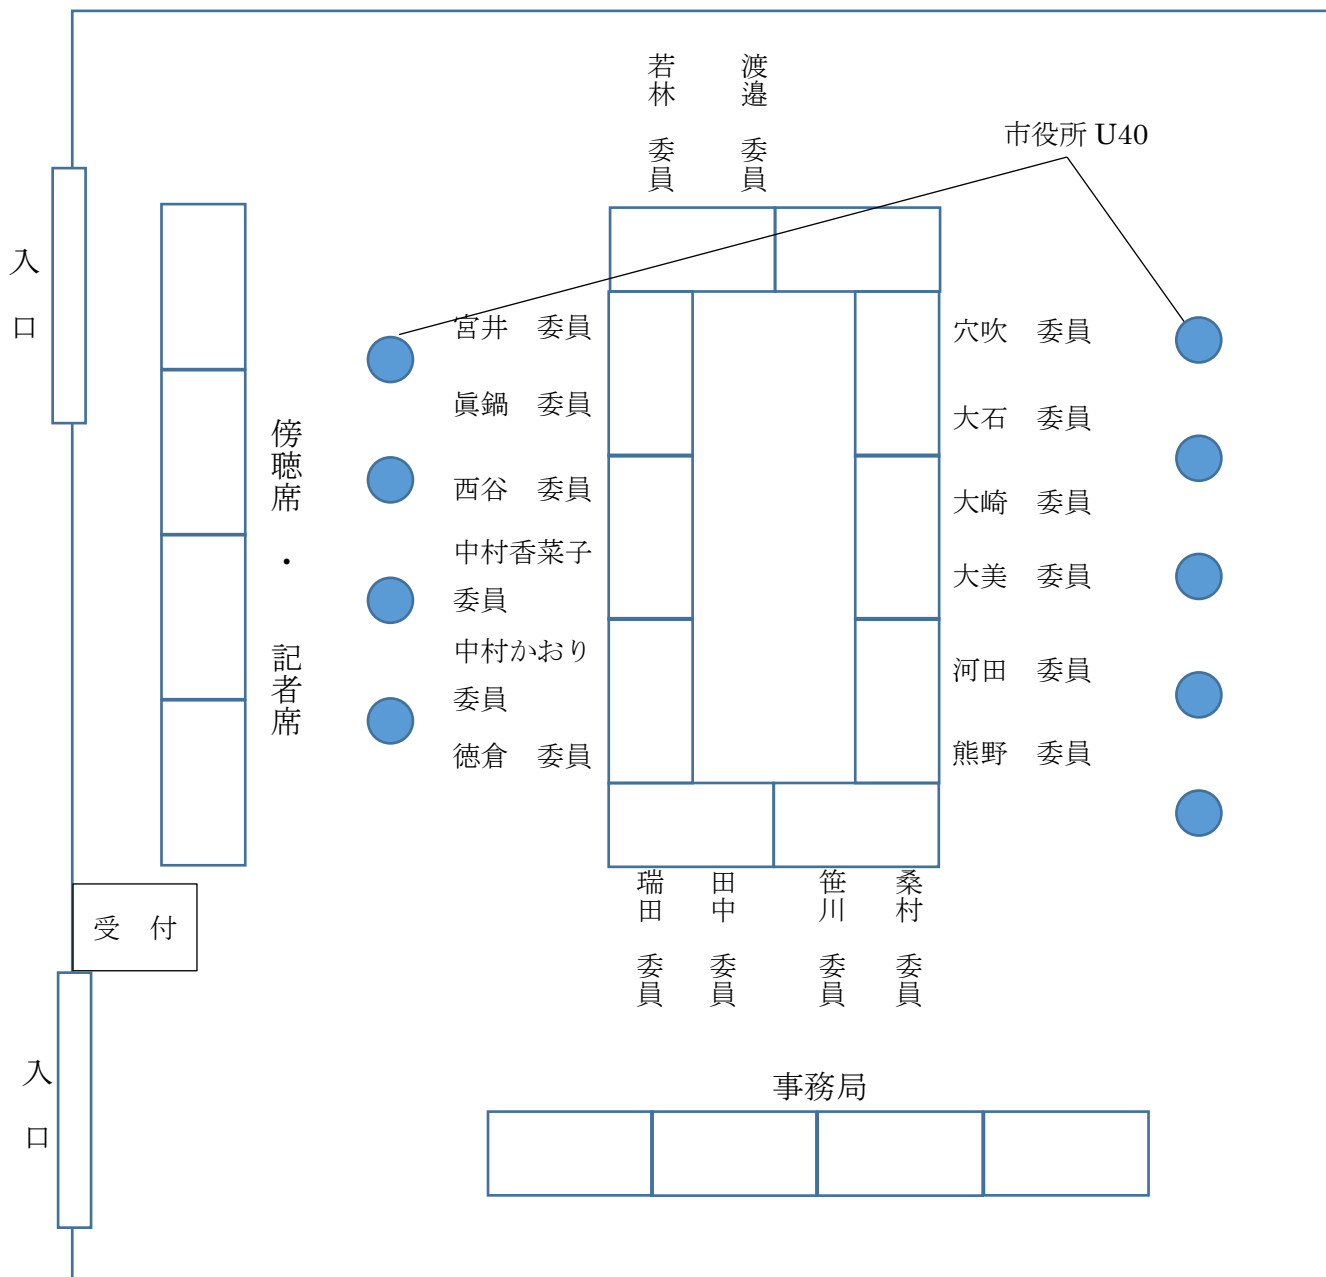 若林　委員
渡邉　委員
市役所 U40
入
口
宮井　委員
眞鍋　委員
西谷　委員
中村香菜子
委員
中村かおり
委員
徳倉　委員
穴吹　委員
大石　委員
大崎　委員
大美　委員
河田　委員
熊野　委員
傍聴席　・　記者席
瑞田　委員
田中　委員
笹川　委員
桑村　委員
受　付
入
口
事務局